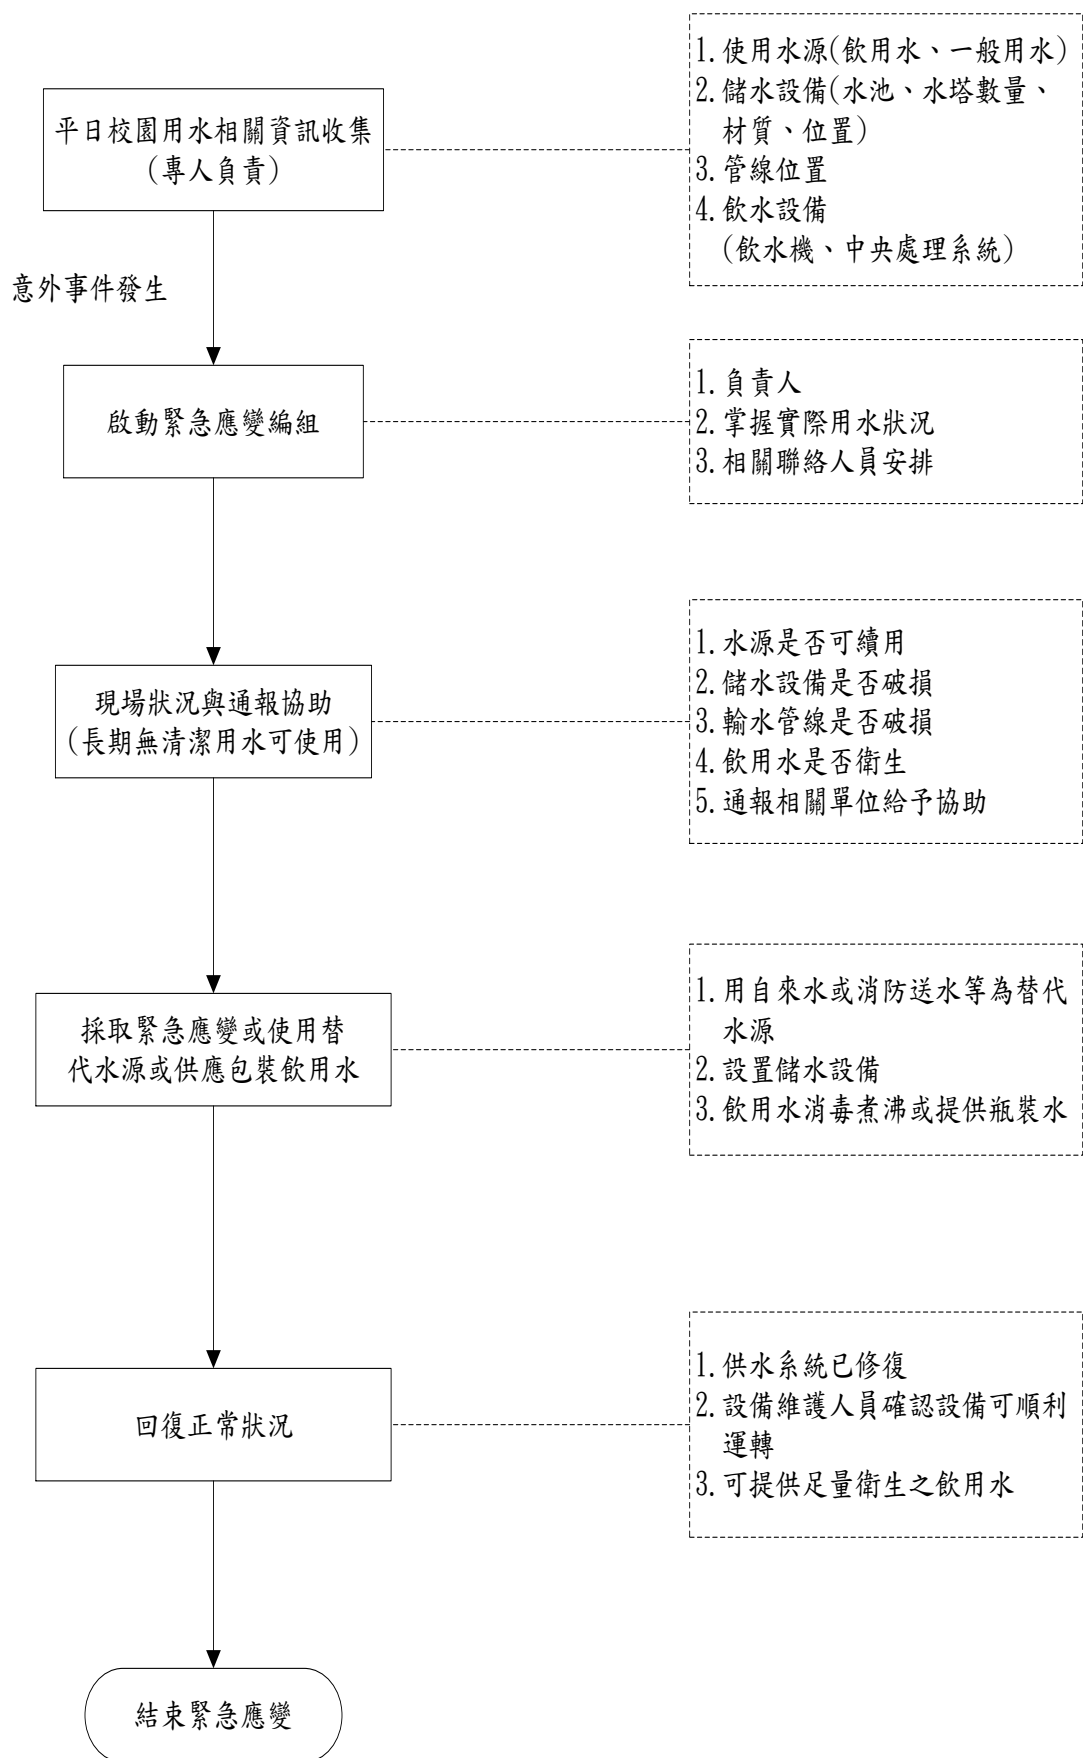 平日校園用水相關資訊收集
(專人負責)
1.使用水源(飲用水、一般用水)
2.儲水設備(水池、水塔數量、
材質、位置)
3.管線位置
4.飲水設備
(飲水機、中央處理系統)
意外事件發生
啟動緊急應變編組
1.負責人
2.掌握實際用水狀況
3.相關聯絡人員安排
現場狀況與通報協助
(長期無清潔用水可使用)
1.水源是否可續用
2.儲水設備是否破損
3.輸水管線是否破損
4.飲用水是否衛生
5.通報相關單位給予協助
採取緊急應變或使用替
代水源或供應包裝飲用水
1.用自來水或消防送水等為替代
水源
2.設置儲水設備
3.飲用水消毒煮沸或提供瓶裝水
回復正常狀況
1.供水系統已修復
2.設備維護人員確認設備可順利
運轉
3.可提供足量衛生之飲用水
結束緊急應變